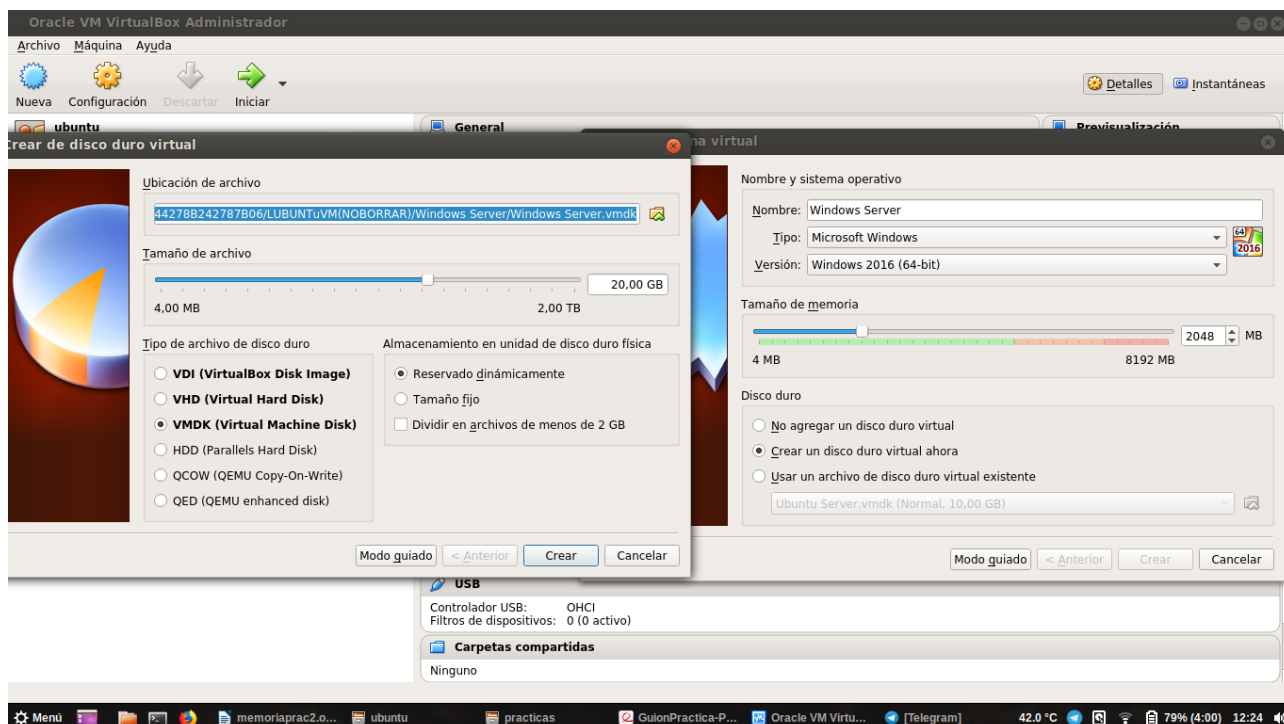 Oracle VM VirtualBox Administrador
Archivo Máquina Ayuda
Nueva Configuración Descartar Iniciar
Detalles Instantáneas
ubuntu
General
Previsualización
Crear de disco duro virtual
Ubicación de archivo
44278B242787B06/LUBUNTuVM(NOBORRAR)/Windows Server/Windows Server.vmdk
Tamaño de archivo
20,00 GB
4,00 MB 2,00 TB
Tipo de archivo de disco duro
VDI (VirtualBox Disk Image)
VHD (Virtual Hard Disk)
VMDK (Virtual Machine Disk)
HDD (Parallels Hard Disk)
QCOW (QEMU Copy-On-Write)
QED (QEMU enhanced disk)
Almacenamiento en unidad de disco duro física
Reservado dinámicamente
Tamaño fijo
Dividir en archivos de menos de 2 GB
Modo guiado < Anterior Crear Cancelar
na virtual
Nombre y sistema operativo
Nombre: Windows Server
Tipo: Microsoft Windows
Versión: Windows 2016 (64-bit)
64
2016
Tamaño de memoria
2048 MB
4 MB 8192 MB
Disco duro
No agregar un disco duro virtual
Crear un disco duro virtual ahora
Usar un archivo de disco duro virtual existente
Ubuntu Server.vmdk (Normal, 10,00 GB)
Modo guiado < Anterior Crear Cancelar
USB
Controlador USB: OHCI
Filtros de dispositivos: 0 (0 activo)
Carpetas compartidas
Ninguno
Menú memoriaprac2.o... ubuntu practicas GuionPractica-P... Oracle VM Virtu... [Telegram] 42.0 °C 79% (4:00) 12:24